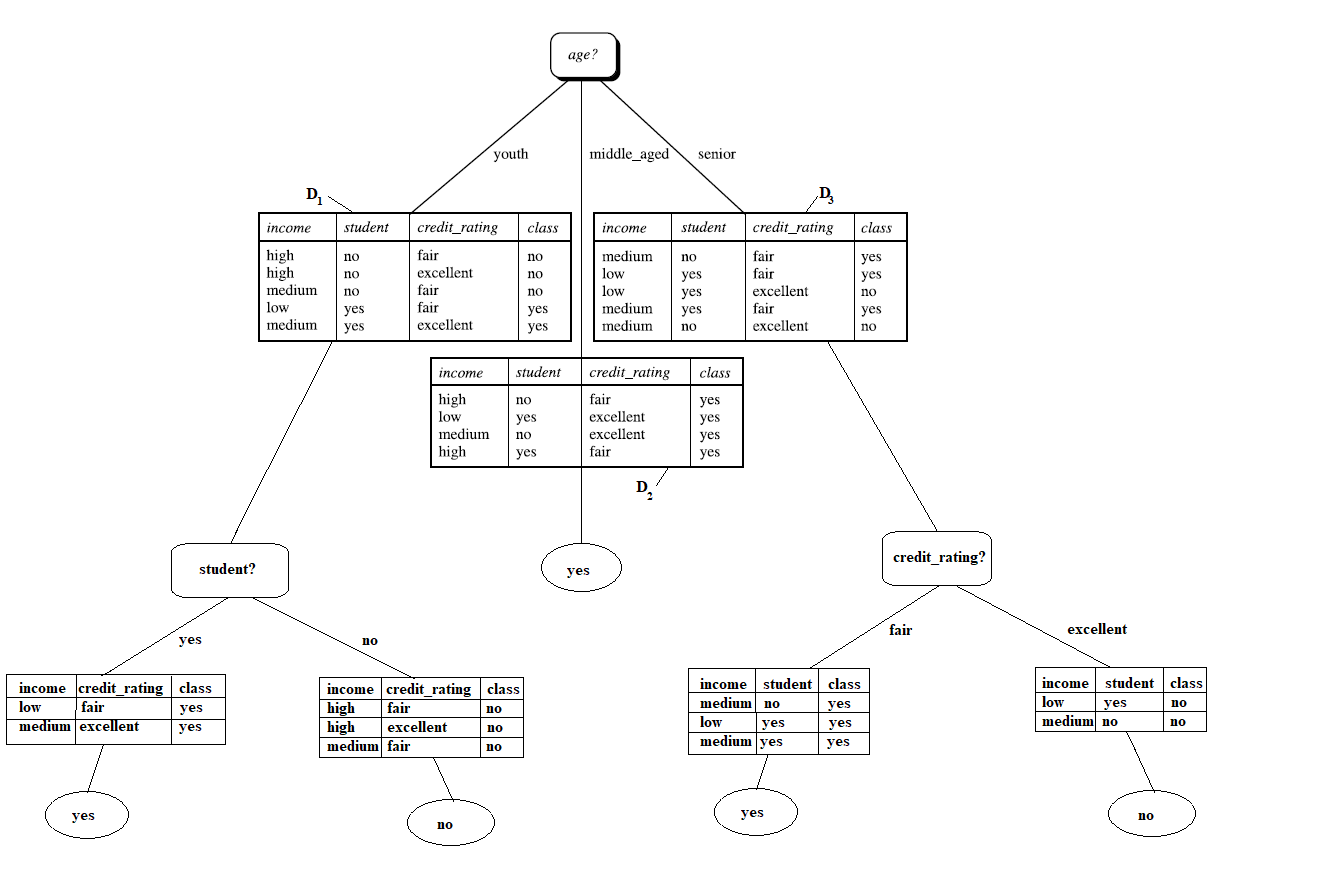 age?
youth
middle_aged
senior
D1
D3
income student credit_rating class
high no fair no
high no excellent no
medium no fair no
low yes fair yes
medium yes excellent yes
income student credit_rating class
medium no fair yes
low yes fair yes
low yes excellent no
medium yes fair yes
medium no excellent no
income student credit_rating class
high no fair yes
low yes excellent yes
medium no excellent yes
high yes fair yes
D2
student?
yes
credit_rating?
yes
no
fair
excellent
income credit_rating class
low fair yes
medium excellent yes
income credit_rating class
high fair no
high excellent no
medium fair no
income student class
medium no yes
low yes yes
medium yes yes
income student class
low yes no
medium no no
yes
no
yes
no